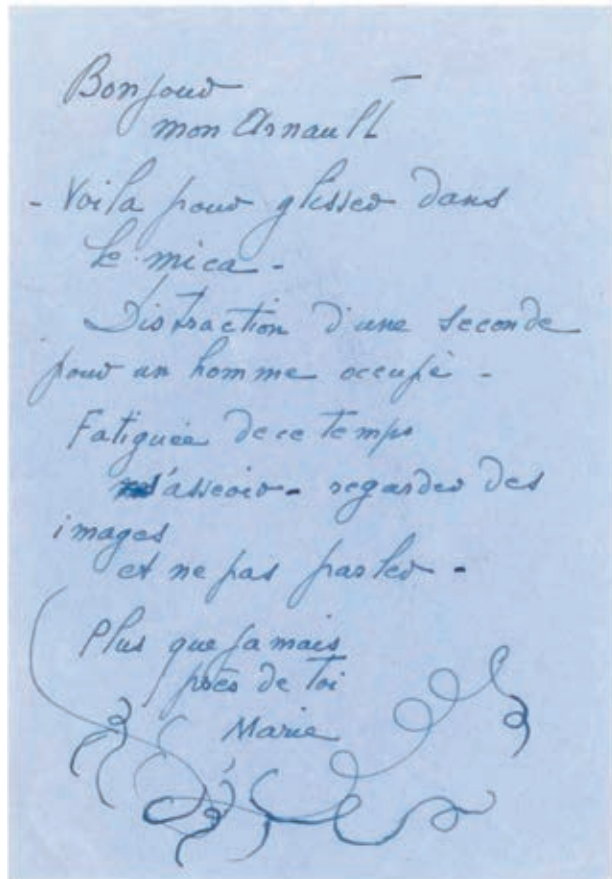 Bonjour
mon Arnault
- Voila pour glisser dans
le mica -
Distraction d'une seconde
pour un homme occupé -
Fatiguée de ce temps
s'asseoir - regarder des
images
et ne pas parler -
Plus que jamais
près de toi
Marie